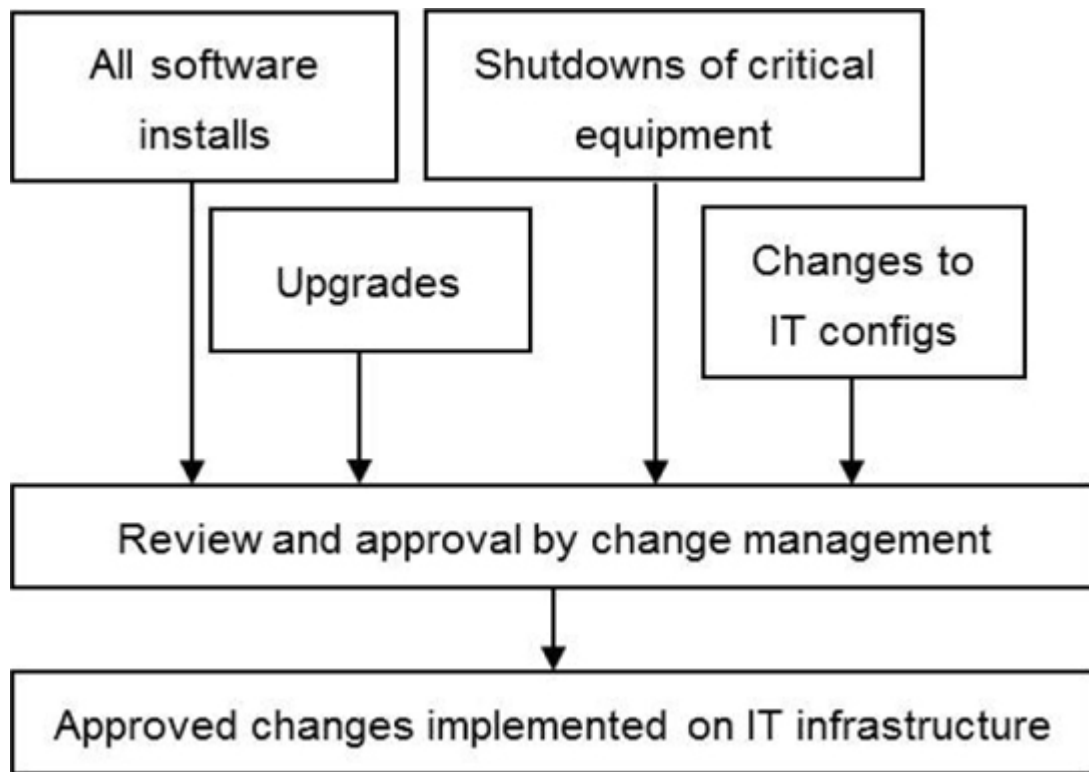 All software
installs
Shutdowns of critical
equipment
Upgrades
Changes to
IT configs
Review and approval by change management
Approved changes implemented on IT infrastructure